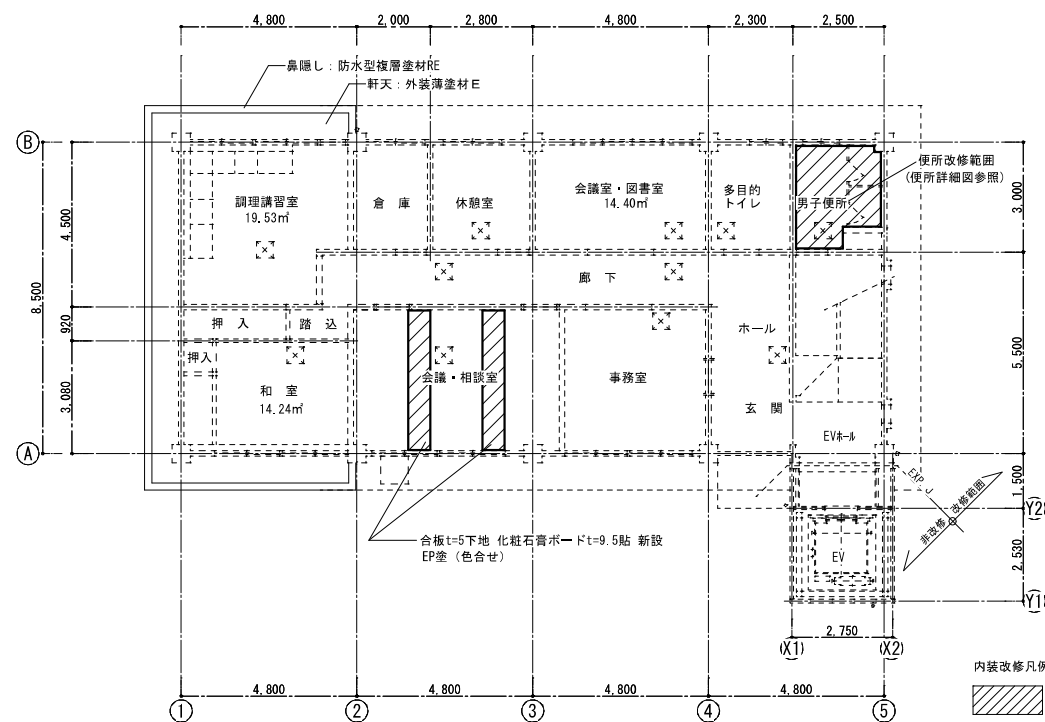 4,800
2,000
2,800
4,800
2,300
2,500
鼻隠し：防水型複層塗材RE
軒天：外装薄塗材E
B
便所改修範囲
(便所詳細図参照)
調理講習室
19.53㎡
倉 庫
休憩室
会議室・図書室
14.40㎡
多目的
トイレ
男子便所
3,000
4,500
8,500
廊 下
920
押 入
踏 込
押入
会議・相談室
事務室
ホール
5,500
3,080
和 室
14.24㎡
玄 関
EVホール
A
EXP.J
非改修
改修範囲
1,500
Y2
合板t=5下地 化粧石膏ボードt=9.5貼 新設
EP塗（色合せ）
EV
2,530
Y1
2,750
X1
X2
内装改修凡例
4,800
4,800
4,800
4,800
1
2
3
4
5